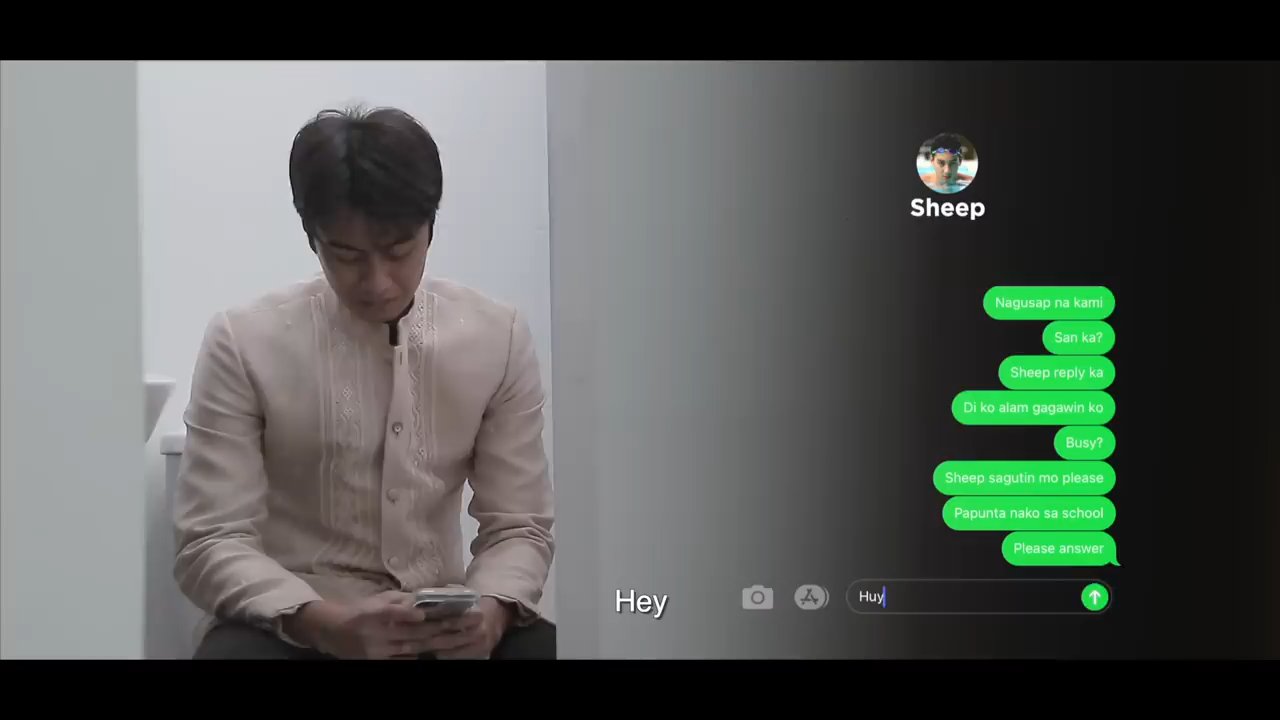 Sheep
Nagusap na kami
San ka?
Sheep reply ka
Di ko alam gagawin ko
Busy?
Sheep sagutin mo please
Papunta nako sa school
Please answer
Huy
Hey